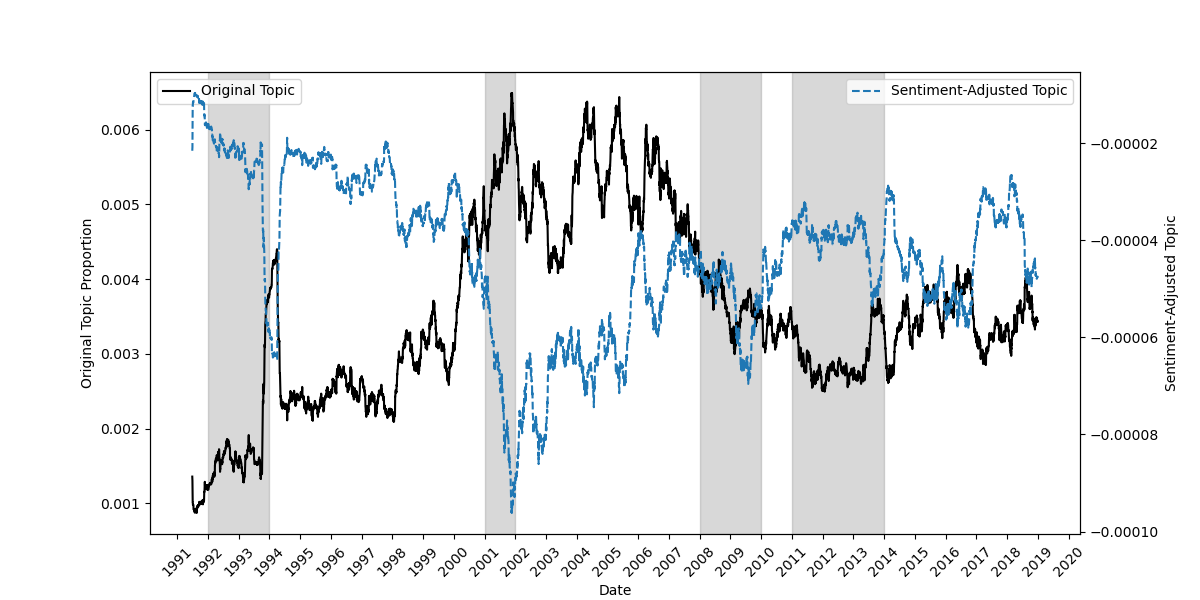 Original Topic
Sentiment-Adjusted Topic
Original Topic Proportion
0.006
0.005
0.004
0.003
0.002
0.001
−0.00002
−0.00004
−0.00006
−0.00008
−0.00010
Sentiment-Adjusted Topic
1991 1992 1993 1994 1995 1996 1997 1998 1999 2000 2001 2002 2003 2004 2005 2006 2007 2008 2009 2010 2011 2012 2013 2014 2015 2016 2017 2018 2019 2020
Date